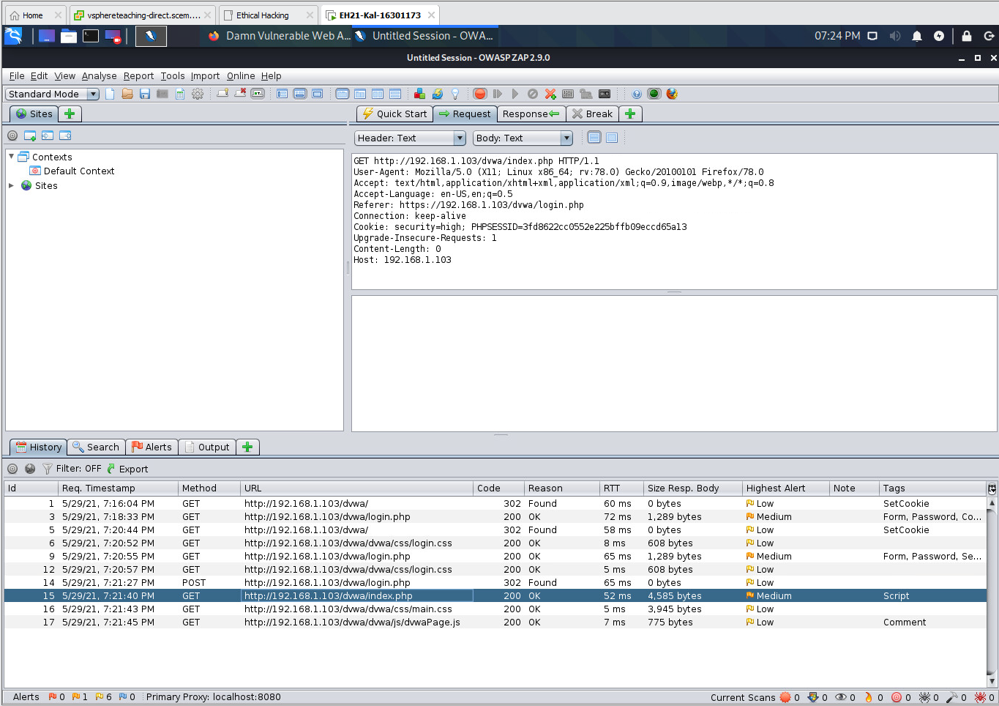 Home
vsphereteaching-direct.scem....
Ethical Hacking
EH21-Kal-16301173
Damn Vulnerable Web A...
Untitled Session - OWA...
07:24 PM
Untitled Session - OWASP ZAP 2.9.0
File Edit View Analyse Report Tools Import Online Help
Standard Mode
Sites
Quick Start Request Response Break
Header: Text Body: Text
Contexts
Default Context
Sites
GET http://192.168.1.103/dvwa/index.php HTTP/1.1
User-Agent: Mozilla/5.0 (X11; Linux x86_64; rv:78.0) Gecko/20100101 Firefox/78.0
Accept: text/html,application/xhtml+xml,application/xml;q=0.9,image/webp,*/*;q=0.8
Accept-Language: en-US,en;q=0.5
Referer: https://192.168.1.103/dvwa/login.php
Connection: keep-alive
Cookie: security=high; PHPSESSID=3fd8622cc0552e225bffb09eccd65a13
Upgrade-Insecure-Requests: 1
Content-Length: 0
Host: 192.168.1.103
History Search Alerts Output
Filter: OFF Export
Id Req. Timestamp Method URL Code Reason RTT Size Resp. Body Highest Alert Note Tags
1 5/29/21, 7:16:04 PM GET http://192.168.1.103/dvwa/ 302 Found 60 ms 0 bytes Low SetCookie
3 5/29/21, 7:18:33 PM GET http://192.168.1.103/dvwa/login.php 200 OK 72 ms 1,289 bytes Medium Form, Password, Co...
5 5/29/21, 7:20:44 PM GET http://192.168.1.103/dvwa/ 302 Found 58 ms 0 bytes Low SetCookie
6 5/29/21, 7:20:52 PM GET http://192.168.1.103/dvwa/dvwa/css/login.css 200 OK 8 ms 608 bytes Low
9 5/29/21, 7:20:55 PM GET http://192.168.1.103/dvwa/login.php 200 OK 65 ms 1,289 bytes Medium Form, Password, Se...
12 5/29/21, 7:20:57 PM GET http://192.168.1.103/dvwa/dvwa/css/login.css 200 OK 5 ms 608 bytes Low
14 5/29/21, 7:21:27 PM POST http://192.168.1.103/dvwa/login.php 302 Found 65 ms 0 bytes Low
15 5/29/21, 7:21:40 PM GET http://192.168.1.103/dvwa/index.php 200 OK 52 ms 4,585 bytes Medium Script
16 5/29/21, 7:21:43 PM GET http://192.168.1.103/dvwa/dvwa/css/main.css 200 OK 5 ms 3,945 bytes Low
17 5/29/21, 7:21:45 PM GET http://192.168.1.103/dvwa/dvwa/js/dvwaPage.js 200 OK 7 ms 775 bytes Low Comment
Alerts 0 1 6 0 Primary Proxy: localhost:8080 Current Scans 0 0 0 0 0 0 0 0